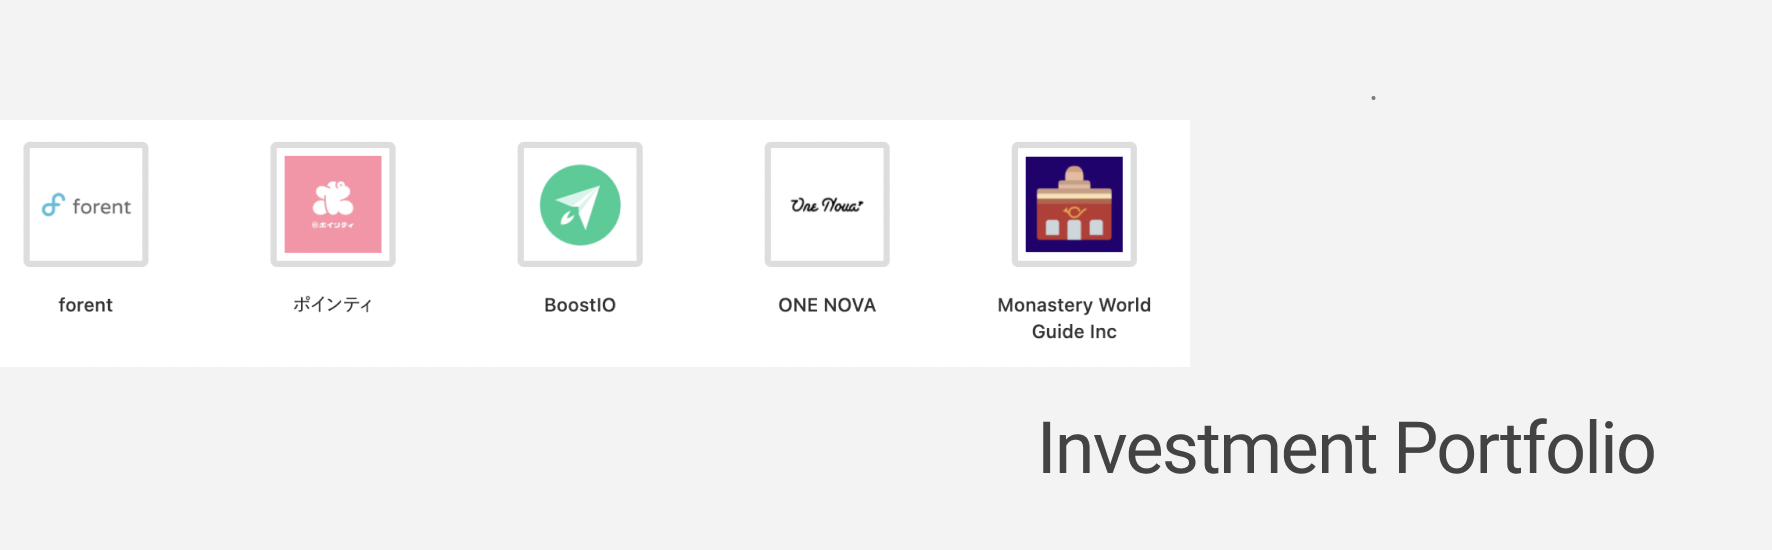 forent
@ポインティ
One Nova
forent
ポインティ
BoostIO
ONE NOVA
Monastery World
Guide Inc
Investment Portfolio